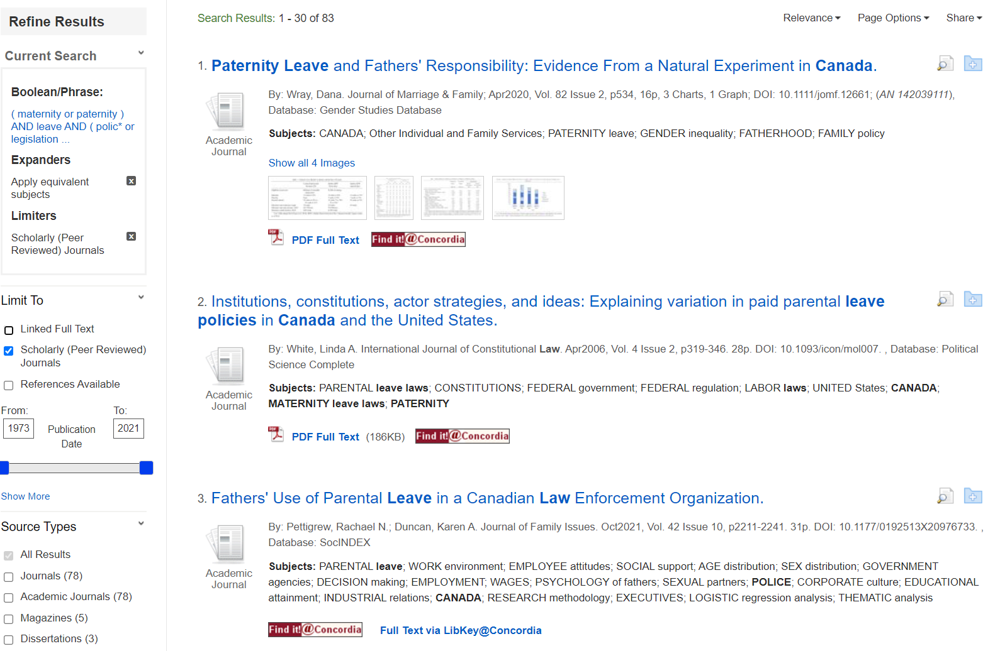 Refine Results
Current Search
Boolean/Phrase:
( maternity or paternity )
AND leave AND ( polic* or
legislation ...
Expanders
Apply equivalent
subjects
Limiters
Scholarly (Peer
Reviewed) Journals
Limit To
Linked Full Text
Scholarly (Peer Reviewed)
Journals
References Available
From:
To:
1973
Publication
Date
2021
Show More
Source Types
All Results
Journals (78)
Academic Journals (78)
Magazines (5)
Dissertations (3)
Search Results: 1 - 30 of 83
Relevance
Page Options
Share
1. Paternity Leave and Fathers' Responsibility: Evidence From a Natural Experiment in Canada.
Academic
Journal
By: Wray, Dana. Journal of Marriage & Family; Apr2020, Vol. 82 Issue 2, p534, 16p, 3 Charts, 1 Graph; DOI: 10.1111/jomf.12661; (AN 142039111),
Database: Gender Studies Database
Subjects: CANADA; Other Individual and Family Services; PATERNITY leave; GENDER inequality; FATHERHOOD; FAMILY policy
Show all 4 Images
PDF Full Text
Find it!@Concordia
2. Institutions, constitutions, actor strategies, and ideas: Explaining variation in paid parental leave
policies in Canada and the United States.
Academic
Journal
By: White, Linda A. International Journal of Constitutional Law. Apr2006, Vol. 4 Issue 2, p319-346. 28p. DOI: 10.1093/icon/mol007. , Database: Political
Science Complete
Subjects: PARENTAL leave laws; CONSTITUTIONS; FEDERAL government; FEDERAL regulation; LABOR laws; UNITED States; CANADA;
MATERNITY leave laws; PATERNITY
PDF Full Text (186KB)
Find it!@Concordia
3. Fathers' Use of Parental Leave in a Canadian Law Enforcement Organization.
Academic
Journal
By: Pettigrew, Rachael N.; Duncan, Karen A. Journal of Family Issues. Oct2021, Vol. 42 Issue 10, p2211-2241. 31p. DOI: 10.1177/0192513X20976733. ,
Database: SocINDEX
Subjects: PARENTAL leave; WORK environment; EMPLOYEE attitudes; SOCIAL support; AGE distribution; SEX distribution; GOVERNMENT
agencies; DECISION making; EMPLOYMENT; WAGES; PSYCHOLOGY of fathers; SEXUAL partners; POLICE; CORPORATE culture; EDUCATIONAL
attainment; INDUSTRIAL relations; CANADA; RESEARCH methodology; EXECUTIVES; LOGISTIC regression analysis; THEMATIC analysis
Find it!@Concordia
Full Text via LibKey@Concordia